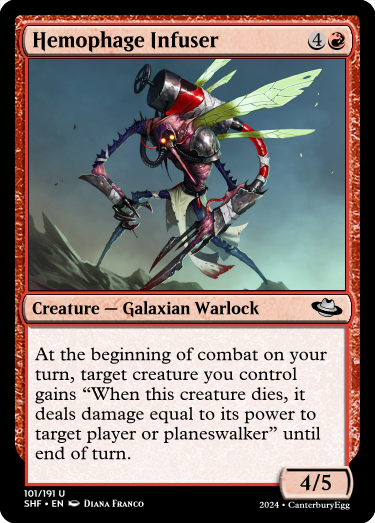 Hemophage Infuser 4
Creature — Galaxian Warlock
At the beginning of combat on your
turn, target creature you control
gains “When this creature dies, it
deals damage equal to its power to
target player or planeswalker” until
end of turn.
4/5
101/191 U
SHF • EN Diana Franco
2024 • CanterburyEgg